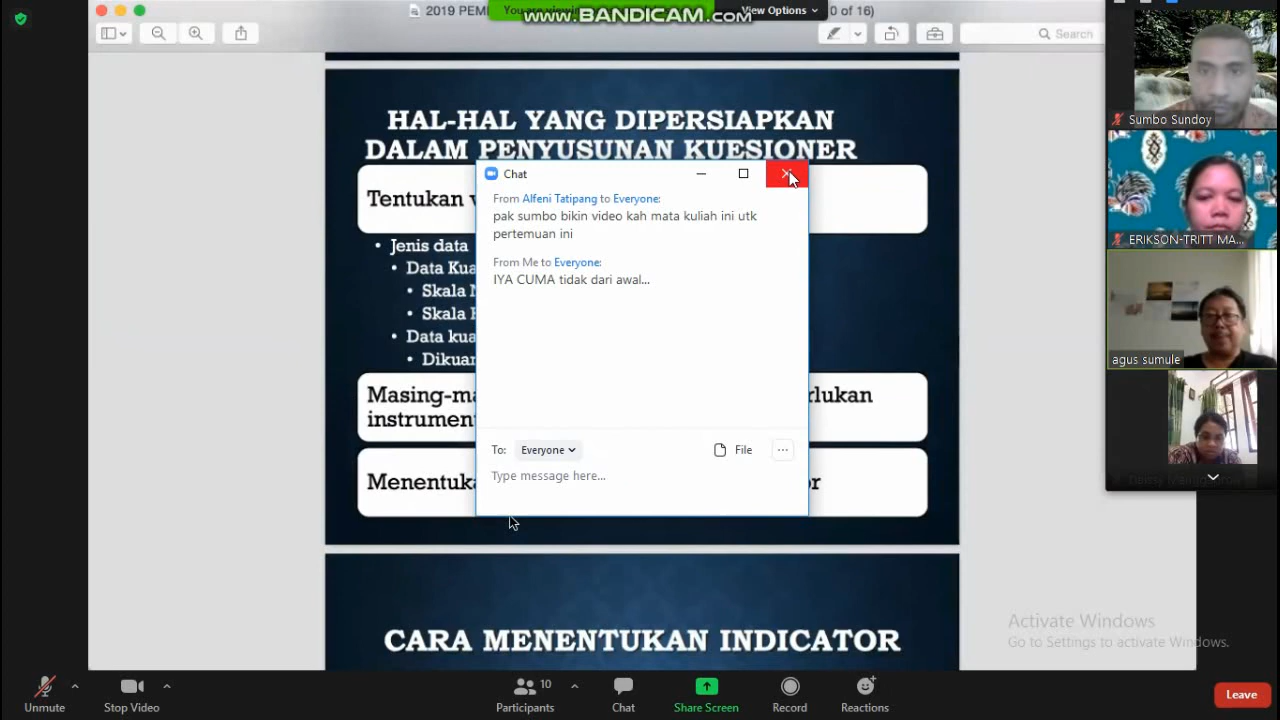 2019 PEM
You are viewing
www.BANDICAM.com
View Options
0 of 16)
Search
HAL-HAL YANG DIPERSIAPKAN
DALAM PENYUSUNAN KUESIONER
Tentukan v
Jenis data
Data Kua
Skala N
Skala
Data kua
Dikuan
Masing-ma
rlukan
instrument
Menentuka
r
CARA MENENTUKAN INDICATOR
Chat
From Alfeni Tatipang to Everyone:
pak sumbo bikin video kah mata kuliah ini utk
pertemuan ini
From Me to Everyone:
IYA CUMA tidak dari awal...
To: Everyone
File
...
Type message here...
Sumbo Sundoy
ERIKSON-TRITT MA...
agus sumule
Activate Windows
Go to Settings to activate Windows.
Unmute
Stop Video
10
Participants
Chat
Share Screen
Record
Reactions
Leave